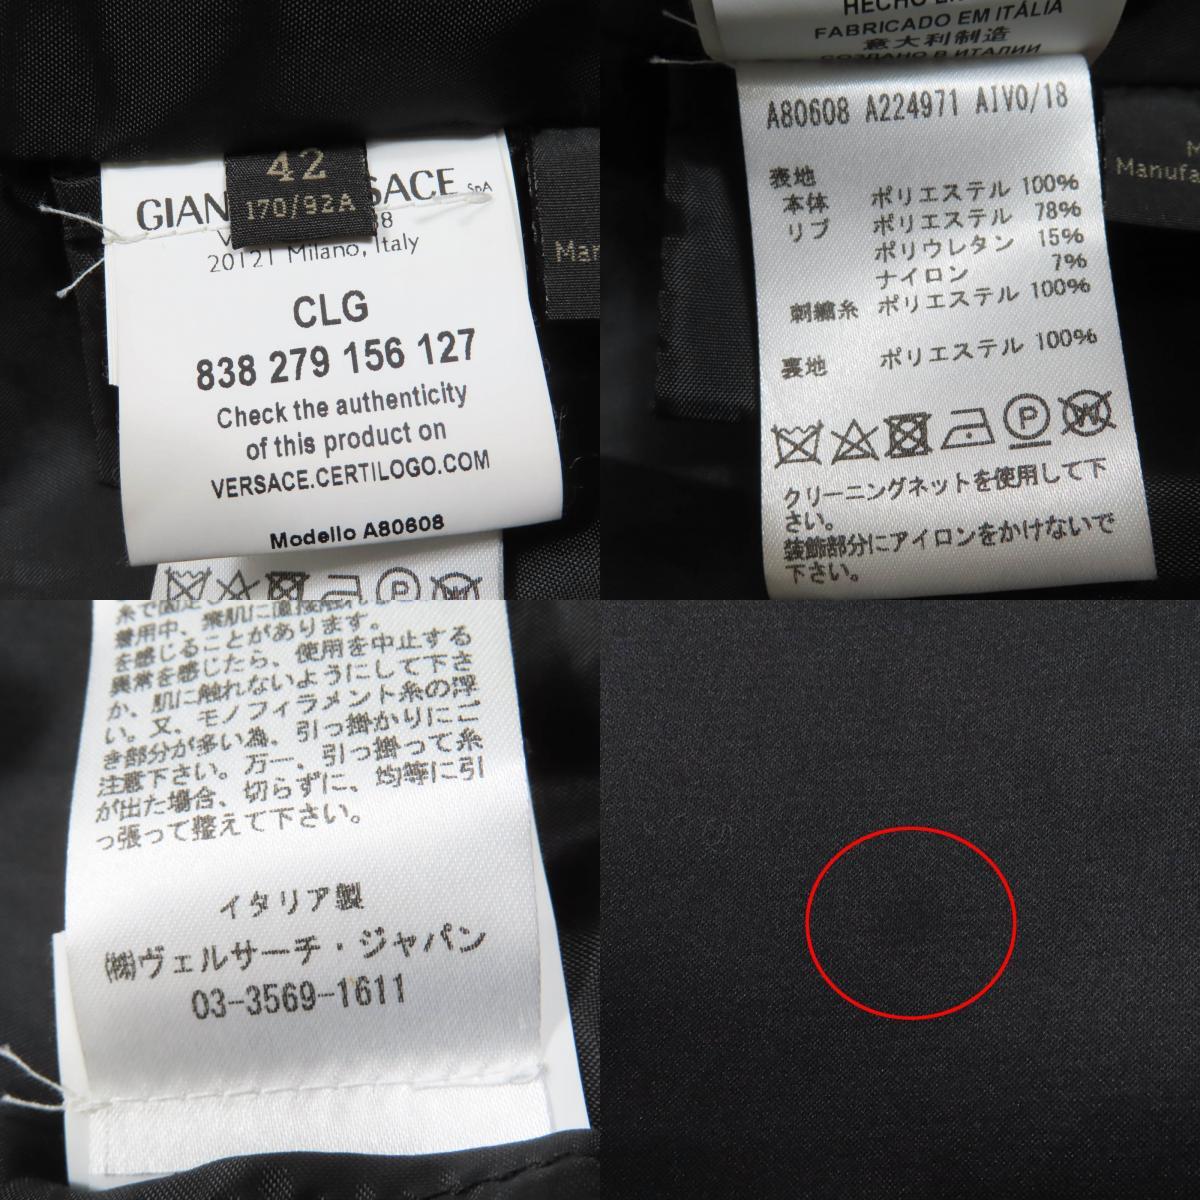 42
170/92A
GIAN SACE SpA
20121 Milano, Italy
CLG
838 279 156 127
Check the authenticity
of this product on
VERSACE.CERTILOGO.COM
Modello A80608
FABRICADO EM ITÁLIA
意大利制造
A80608 A224971 AIVO/18
表地
本体 ポリエステル 100%
リブ ポリエステル 78%
ポリウレタン 15%
ナイロン 7%
刺繍糸 ポリエステル 100%
裏地 ポリエステル 100%
クリーニングネットを使用して下
さい。
装飾部分にアイロンをかけないで
下さい。
Manufa
着用中、素肌に直接触れ
を感じることがあります。
異常を感じたら、使用を中止する
か、肌に触れないようにして下さ
い。又、モノフィラメント糸の浮
き部分が多い為、引っ掛かりにご
注意下さい。万一、引っ掛って糸
が出た場合、切らずに、均等に引
っ張って整えて下さい。
イタリア製
㈱ヴェルサーチ・ジャパン
03-3569-1611